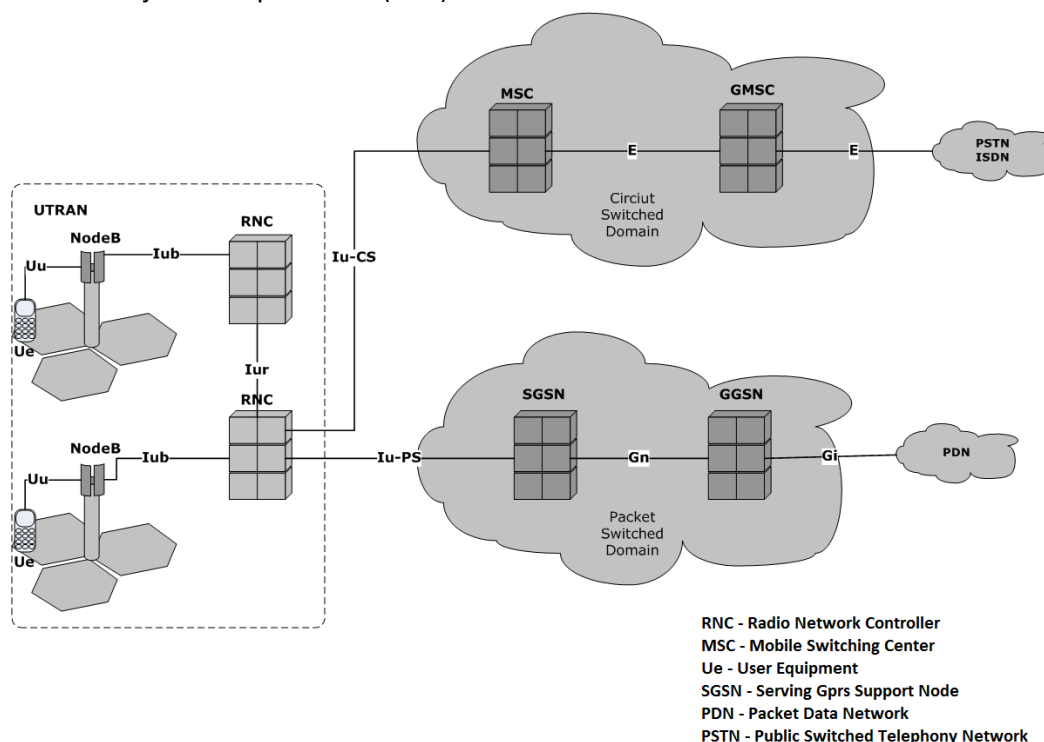 MSC
GMSC
E
E
PSTN
ISDN
Circiut
Switched
Domain
UTRAN
RNC
NodeB
Iub
Uu
Ue
Iu-CS
Iur
RNC
NodeB
Iub
Uu
Ue
Iu-PS
SGSN
GGSN
Gn
Gi
PDN
Packet
Switched
Domain
RNC - Radio Network Controller
MSC - Mobile Switching Center
Ue - User Equipment
SGSN - Serving Gprs Support Node
PDN - Packet Data Network
PSTN - Public Switched Telephony Network